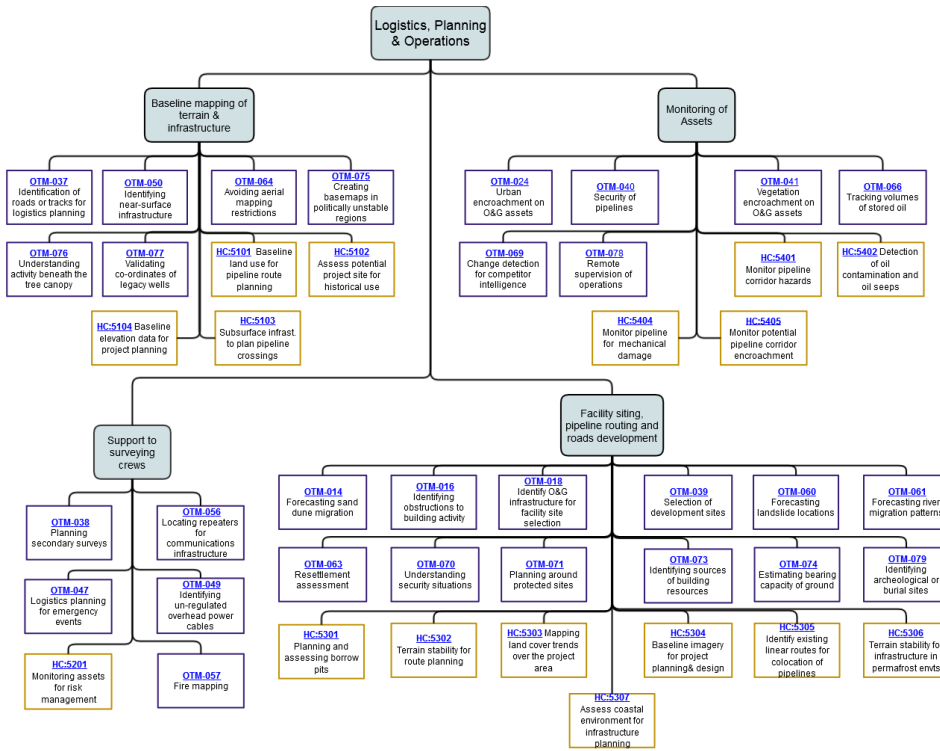 Logistics, Planning
& Operations
Baseline mapping of
terrain &
infrastructure
Monitoring of
Assets
OTM-037
Identification of
roads or tracks for
logistics planning
OTM-050
Identifying
near-surface
infrastructure
OTM-064
Avoiding aerial
mapping
restrictions
OTM-075
Creating
basemaps in
politically unstable
regions
OTM-024
Urban
encroachment on
O&G assets
OTM-040
Security of
pipelines
OTM-041
Vegetation
encroachment on
O&G assets
OTM-066
Tracking volumes
of stored oil
OTM-076
Understanding
activity beneath the
tree canopy
OTM-077
Validating
co-ordinates of
legacy wells
HC:5101 Baseline
land use for
pipeline route
planning
HC:5102
Assess potential
project site for
historical use
OTM-069
Change detection
for competitor
intelligence
OTM-078
Remote
supervision of
operations
HC:5401
Monitor pipeline
corridor hazards
HC:5402 Detection
of oil
contamination and
oil seeps
HC:5104 Baseline
elevation data for
project planning
HC:5103
Subsurface infrast.
to plan pipeline
crossings
HC:5404
Monitor pipeline
for mechanical
damage
HC:5405
Monitor potential
pipeline corridor
encroachment
Support to
surveying
crews
Facility siting,
pipeline routing and
roads development
OTM-038
Planning
secondary surveys
OTM-056
Locating repeaters
for
communications
infrastructure
OTM-047
Logistics planning
for emergency
events
OTM-049
Identifying
un-regulated
overhead power
cables
HC:5201
Monitoring assets
for risk
management
OTM-057
Fire mapping
OTM-014
Forecasting sand
dune migration
OTM-016
Identifying
obstructions to
building activity
OTM-018
Identify O&G
infrastructure for
facility site
selection
OTM-039
Selection of
development sites
OTM-060
Forecasting
landslide locations
OTM-061
Forecasting river
migration patterns
OTM-063
Resettlement
assessment
OTM-070
Understanding
security situations
OTM-071
Planning around
protected sites
OTM-073
Identifying sources
of building
resources
OTM-074
Estimating bearing
capacity of ground
OTM-079
Identifying
archeological or
burial sites
HC:5301
Planning and
assessing borrow
pits
HC:5302
Terrain stability for
route planning
HC:5303 Mapping
land cover trends
over the project
area
HC:5304
Baseline imagery
for project
planning& design
HC:5305
Identify existing
linear routes for
colocation of
pipelines
HC:5306
Terrain stability fo
infrastructure in
permafrost envts
HC:5307
Assess coastal
environment for
infrastructure
planning